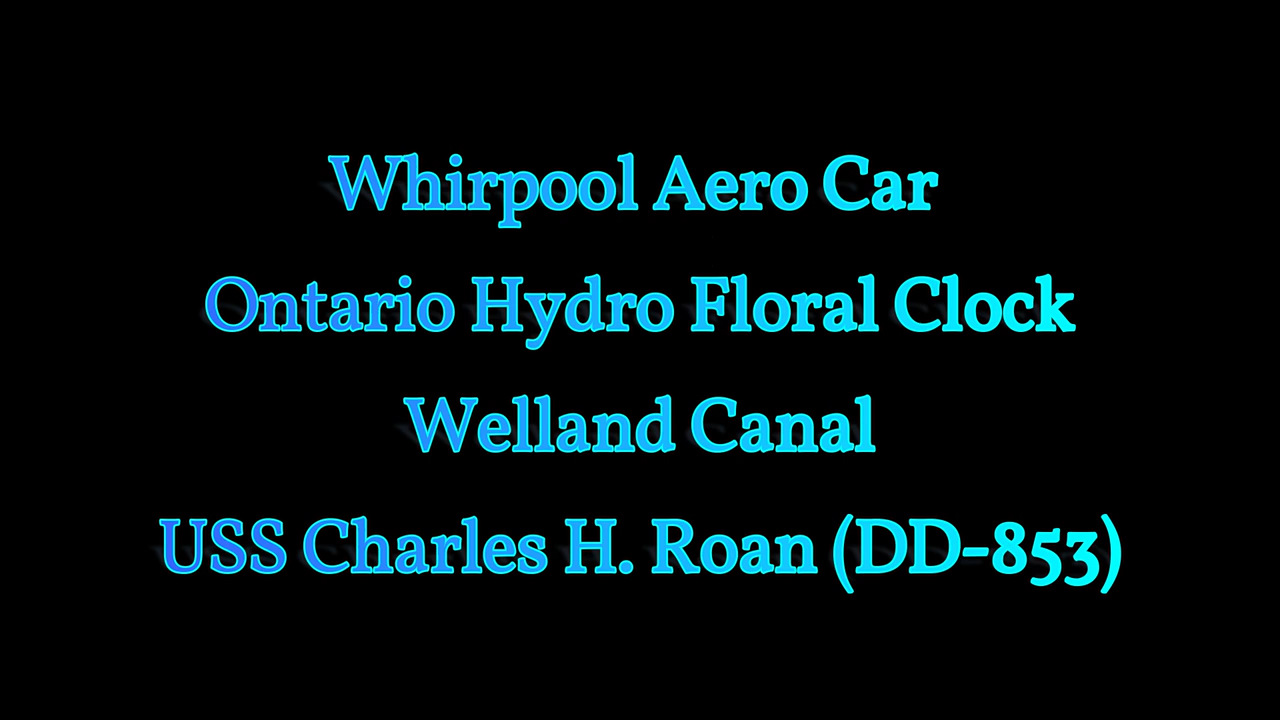 Whirpool Aero Car
Ontario Hydro Floral Clock
Welland Canal
USS Charles H. Roan (DD-853)